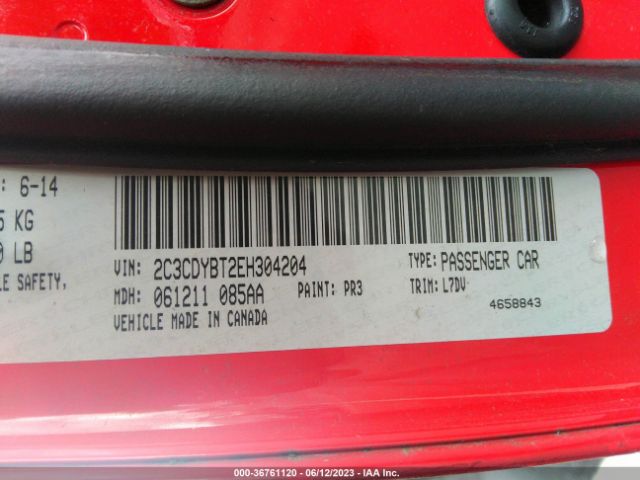 : 6-14
5 KG
0 LB
LE SAFETY,
VIN: 2C3CDYBT2EH304204
TYPE: PASSENGER CAR
MDH: 061211 085AA
PAINT: PR3
TRIM: L7DV
VEHICLE MADE IN CANADA
4658843
000-36761120 - 06/12/2023 - IAA Inc.